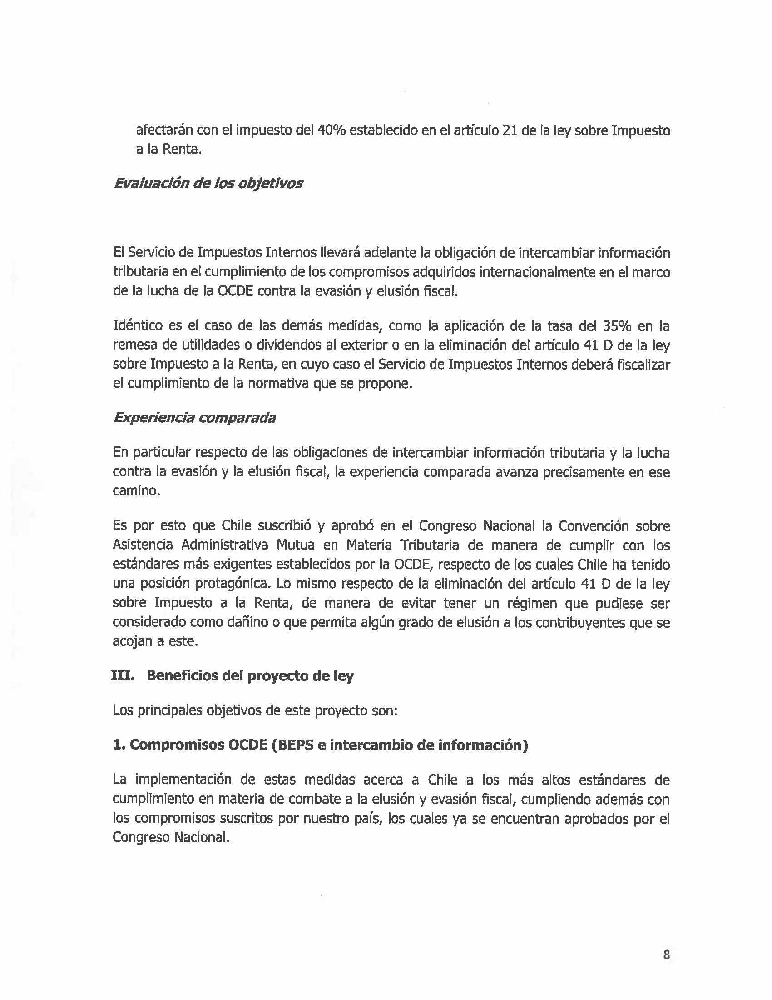 afectarán con el impuesto del 40% establecido en el artículo 21 de la ley sobre Impuesto
a la Renta.
Evaluación de los objetivos
El Servicio de Impuestos Internos llevará adelante la obligación de intercambiar información
tributaria en el cumplimiento de los compromisos adquiridos internacionalmente en el marco
de la lucha de la OCDE contra la evasión y elusión fiscal.
Idéntico es el caso de las demás medidas, como la aplicación de la tasa del 35% en la
remesa de utilidades o dividendos al exterior o en la eliminación del artículo 41 D de la ley
sobre Impuesto a la Renta, en cuyo caso el Servicio de Impuestos Internos deberá fiscalizar
el cumplimiento de la normativa que se propone.
Experiencia comparada
En particular respecto de las obligaciones de intercambiar información tributaria y la lucha
contra la evasión y la elusión fiscal, la experiencia comparada avanza precisamente en ese
camino.
Es por esto que Chile suscribió y aprobó en el Congreso Nacional la Convención sobre
Asistencia Administrativa Mutua en Materia Tributaria de manera de cumplir con los
estándares más exigentes establecidos por la OCDE, respecto de los cuales Chile ha tenido
una posición protagónica. Lo mismo respecto de la eliminación del artículo 41 D de la ley
sobre Impuesto a la Renta, de manera de evitar tener un régimen que pudiese ser
considerado como dañino o que permita algún grado de elusión a los contribuyentes que se
acojan a este.
III. Beneficios del proyecto de ley
Los principales objetivos de este proyecto son:
1. Compromisos OCDE (BEPS e intercambio de información)
La implementación de estas medidas acerca a Chile a los más altos estándares de
cumplimiento en materia de combate a la elusión y evasión fiscal, cumpliendo además con
los compromisos suscritos por nuestro país, los cuales ya se encuentran aprobados por el
Congreso Nacional.
8